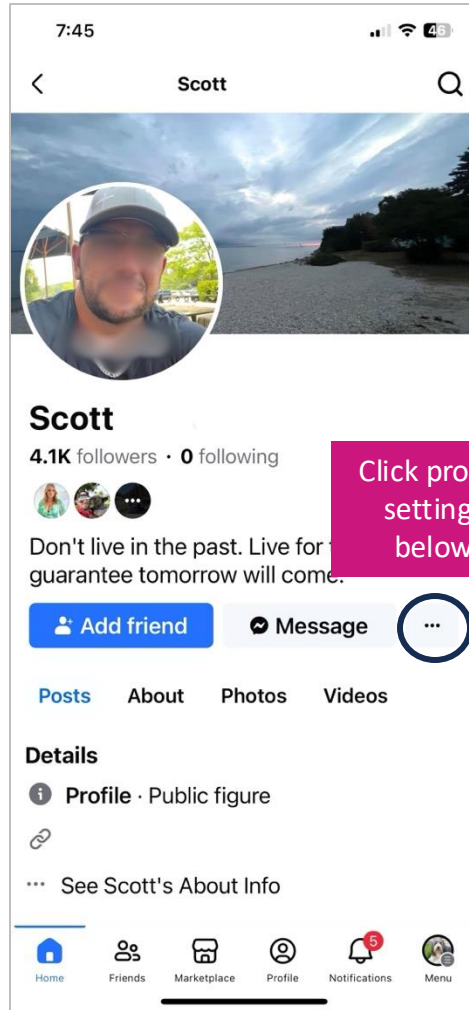 7:45
46
Scott
Scott
4.1K followers · 0 following
Click pro
setting
below
Don't live in the past. Live for
guarantee tomorrow will come.
Add friend
Message
Posts About Photos Videos
Details
Profile · Public figure
See Scott's About Info
5
Home Friends Marketplace Profile Notifications Menu